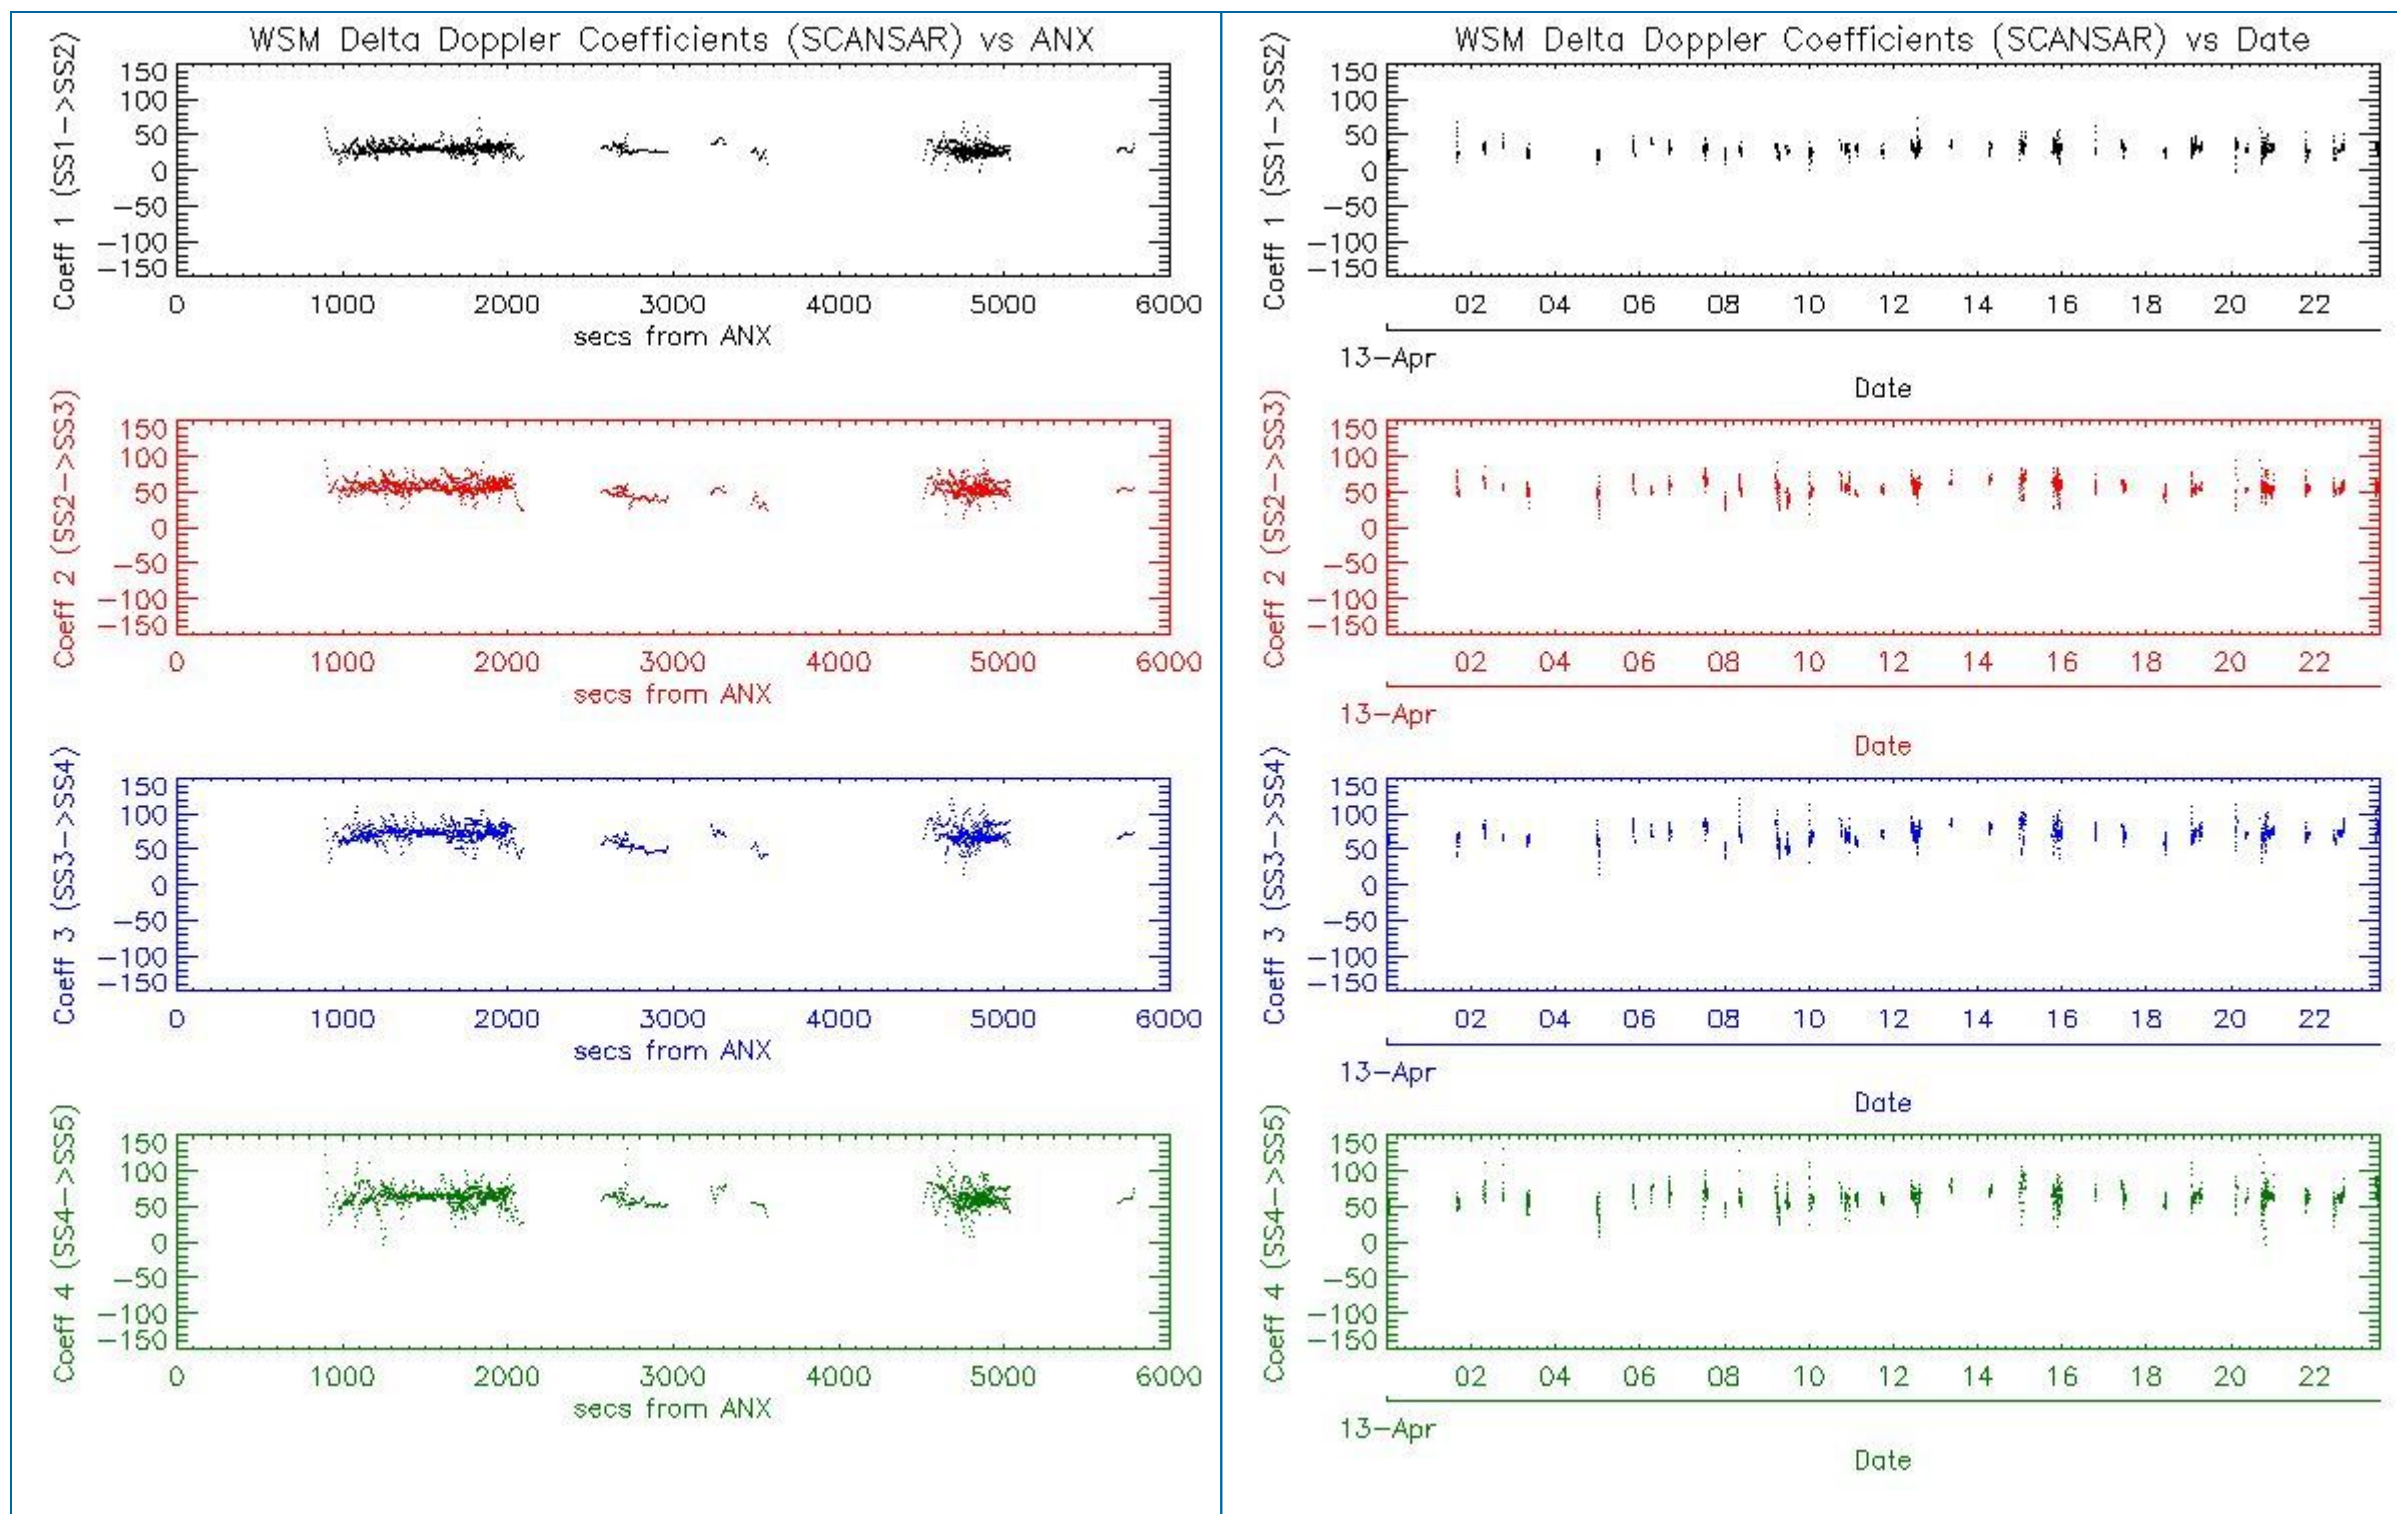 WSM Delta Doppler Coefficients (SCANSAR) vs ANX
Coeff 1 (SS1->SS2)
150
100
50
0
-50
-100
-150
0 1000 2000 3000 4000 5000 6000
secs from ANX
Coeff 2 (SS2->SS3)
150
100
50
0
-50
-100
-150
0 1000 2000 3000 4000 5000 6000
secs from ANX
Coeff 3 (SS3->SS4)
150
100
50
0
-50
-100
-150
0 1000 2000 3000 4000 5000 6000
secs from ANX
Coeff 4 (SS4->SS5)
150
100
50
0
-50
-100
-150
0 1000 2000 3000 4000 5000 6000
secs from ANX
WSM Delta Doppler Coefficients (SCANSAR) vs Date
Coeff 1 (SS1->SS2)
150
100
50
0
-50
-100
-150
02 04 06 08 10 12 14 16 18 20 22
13-Apr
Date
Coeff 2 (SS2->SS3)
150
100
50
0
-50
-100
-150
02 04 06 08 10 12 14 16 18 20 22
13-Apr
Date
Coeff 3 (SS3->SS4)
150
100
50
0
-50
-100
-150
02 04 06 08 10 12 14 16 18 20 22
13-Apr
Date
Coeff 4 (SS4->SS5)
150
100
50
0
-50
-100
-150
02 04 06 08 10 12 14 16 18 20 22
13-Apr
Date